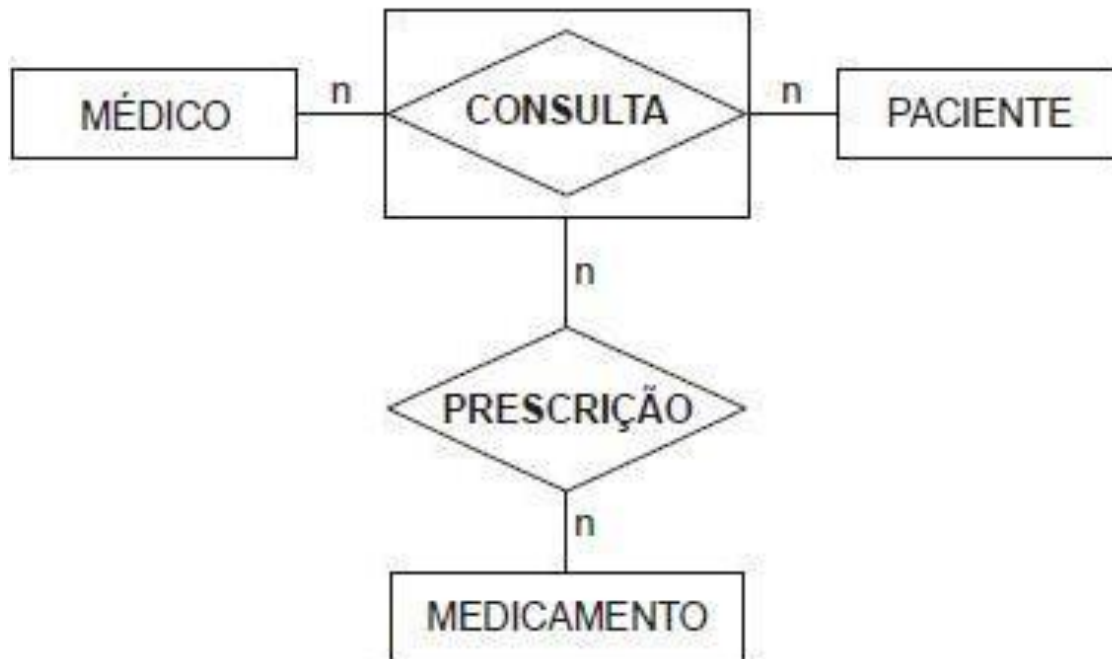 MÉDICO
n
CONSULTA
n
PACIENTE
n
PRESCRIÇÃO
n
MEDICAMENTO